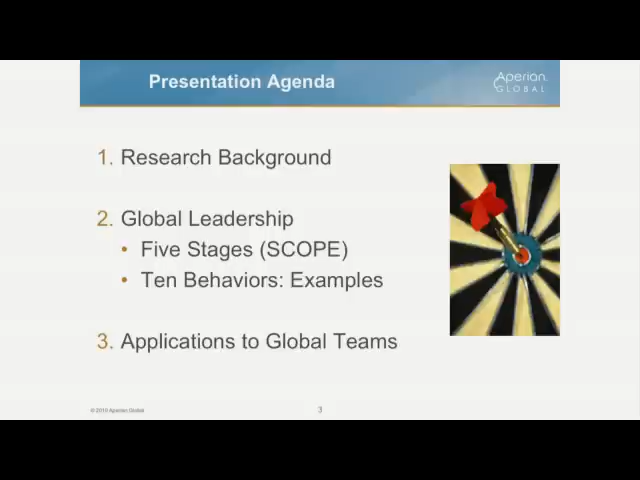 Presentation Agenda
Aperian
GLOBAL
1. Research Background
2. Global Leadership
• Five Stages (SCOPE)
• Ten Behaviors: Examples
3. Applications to Global Teams
© 2010 Aperian Global
3